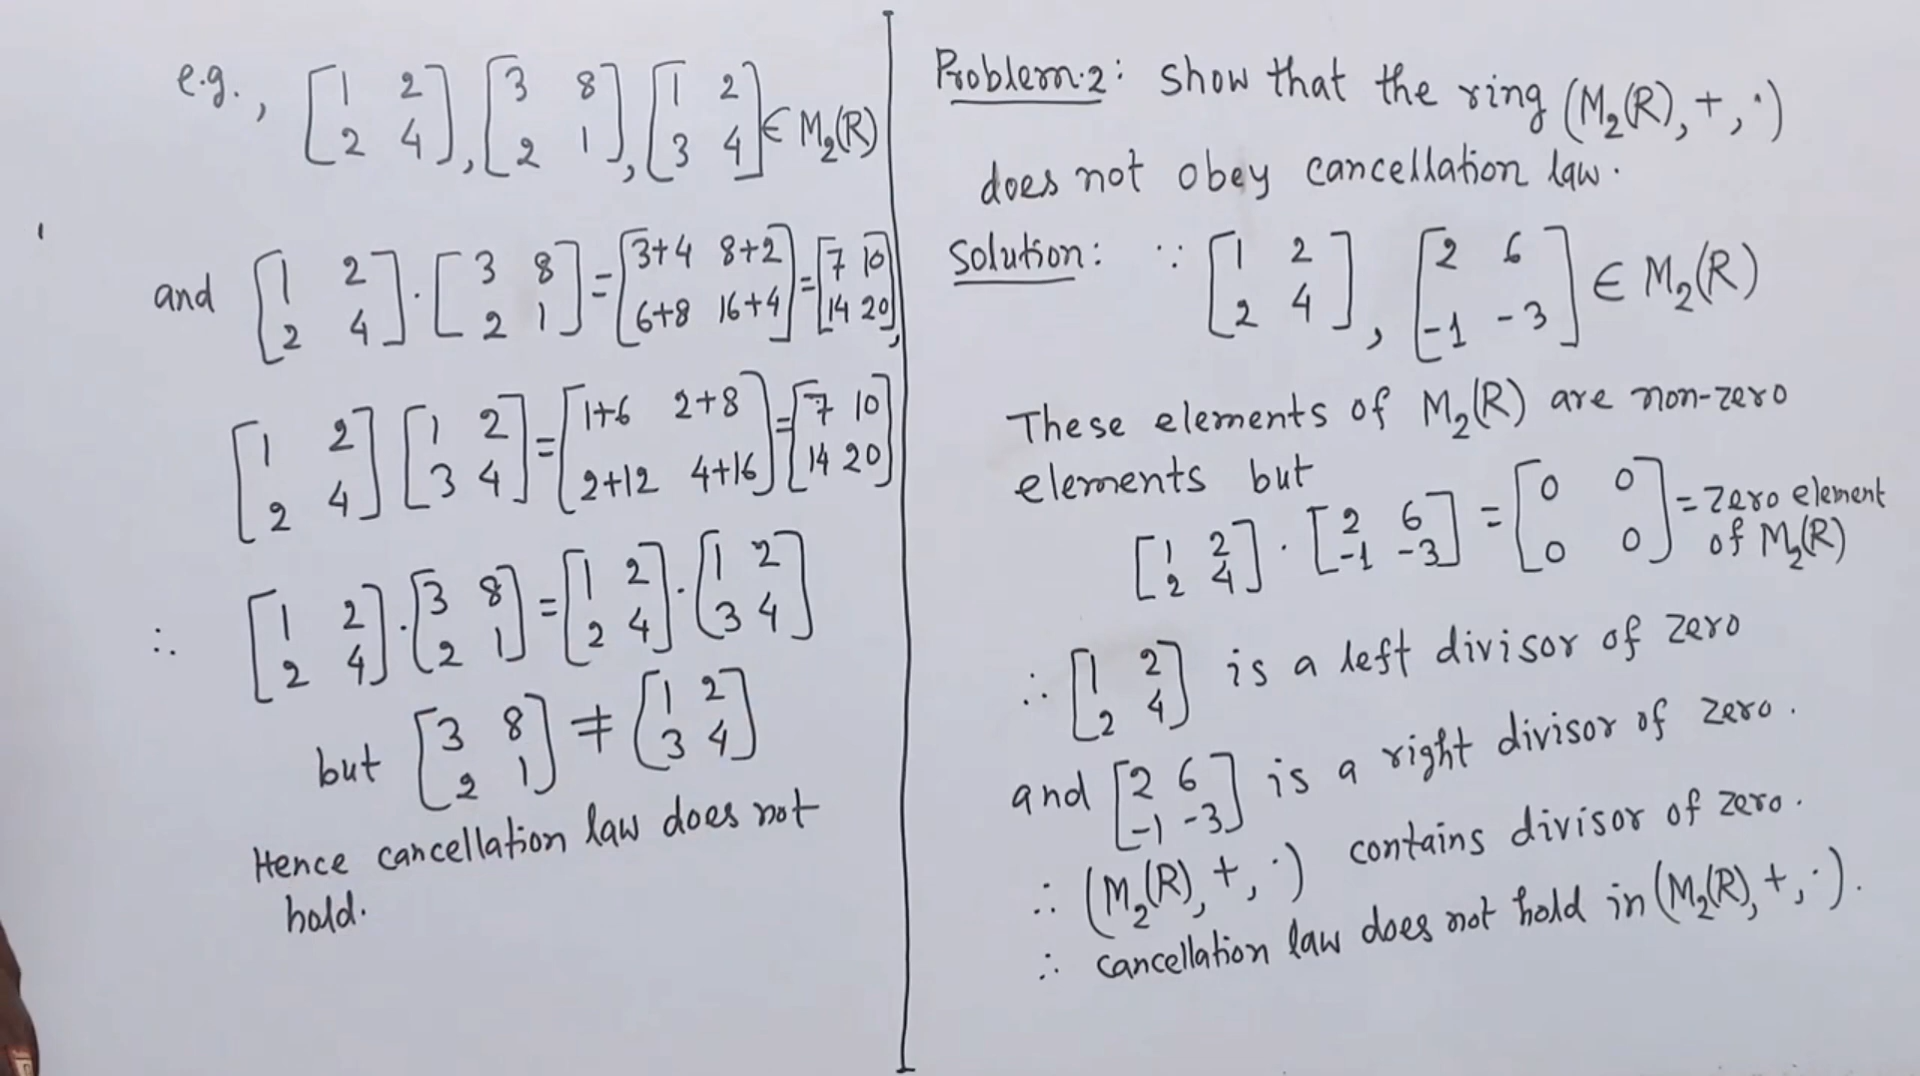 e.g., [1 2 2 4], [3 8 2 1], [1 2 3 4] ∈ M₂(R)
and [1 2 2 4]·[3 8 2 1] = [3+4 8+2 6+8 16+4] = [7 10 14 20],
[1 2 2 4] [1 2 3 4] = [1+6 2+8 2+12 4+16] = [7 10 14 20]
∴ [1 2 2 4]·[3 8 2 1] = [1 2 2 4]·[1 2 3 4]
but [3 8 2 1] ≠ [1 2 3 4]
Hence cancellation law does not
hold.
Problem.2: Show that the ring (M₂(R), +, ·)
does not obey cancellation law.
Solution: ∵ [1 2 2 4], [2 6 -1 -3] ∈ M₂(R)
These elements of M₂(R) are non-zero
elements but
[1 2 2 4]·[2 6 -1 -3] = [0 0 0 0] = Zero element
of M₂(R)
∴ [1 2 2 4] is a left divisor of zero
and [2 6 -1 -3] is a right divisor of zero.
∴ (M₂(R), +, ·) contains divisor of zero.
∴ cancellation law does not hold in (M₂(R), +, ·).